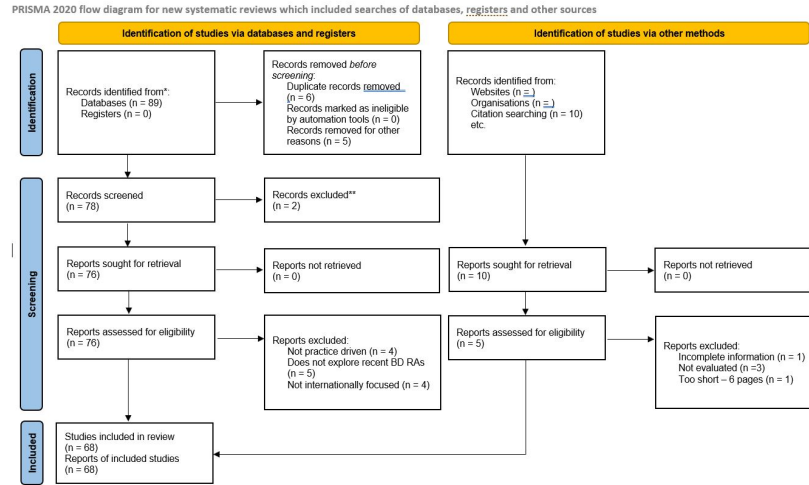 PRISMA 2020 flow diagram for new systematic reviews which included searches of databases, registers and other sources
Identification of studies via databases and registers
Identification of studies via other methods
Identification
Records identified from*:
Databases (n = 89)
Registers (n = 0)
Records removed before
screening:
Duplicate records removed
(n = 6)
Records marked as ineligible
by automation tools (n = 0)
Records removed for other
reasons (n = 5)
Records identified from:
Websites (n = )
Organisations (n = )
Citation searching (n = 10)
etc.
Screening
Records screened
(n = 78)
Records excluded**
(n = 2)
Reports sought for retrieval
(n = 76)
Reports not retrieved
(n = 0)
Reports sought for retrieval
(n = 10)
Reports not retrieved
(n = 0)
Reports assessed for eligibility
(n = 76)
Reports excluded:
Not practice driven (n = 4)
Does not explore recent BD RAs
(n = 5)
Not internationally focused (n = 4)
Reports assessed for eligibility
(n = 5)
Reports excluded:
Incomplete information (n = 1)
Not evaluated (n =3)
Too short – 6 pages (n = 1)
Included
Studies included in review
(n = 68)
Reports of included studies
(n = 68)